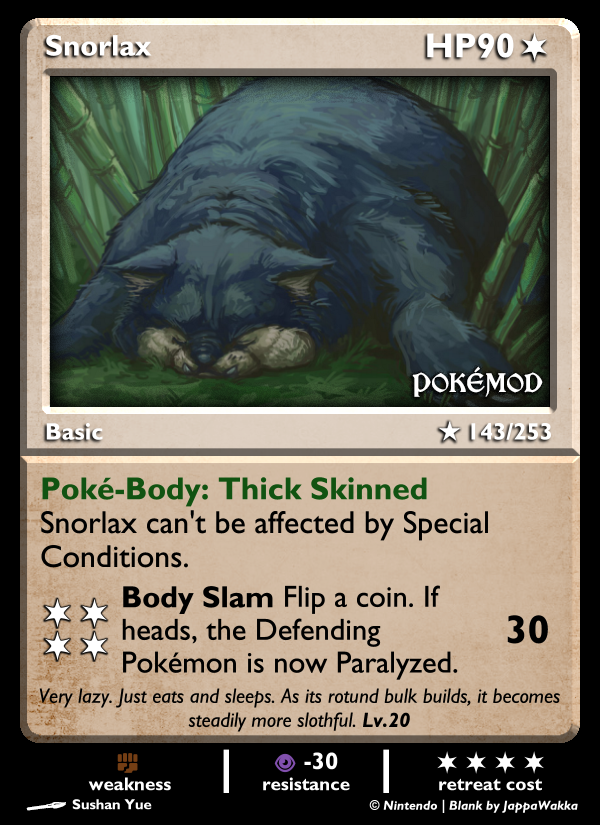 Snorlax HP90
POKÉMOD
Basic 143/253
Poké-Body: Thick Skinned
Snorlax can't be affected by Special
Conditions.
Body Slam Flip a coin. If
heads, the Defending 30
Pokémon is now Paralyzed.
Very lazy. Just eats and sleeps. As its rotund bulk builds, it becomes
steadily more slothful. Lv.20
-30
weakness resistance retreat cost
Sushan Yue © Nintendo | Blank by JappaWakka